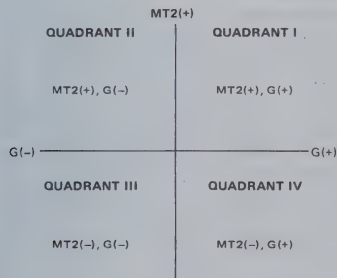 MT2(+)
QUADRANT II QUADRANT I
MT2(+), G(−) MT2(+), G(+)
G(−) G(+)
QUADRANT III QUADRANT IV
MT2(−), G(−) MT2(−), G(+)